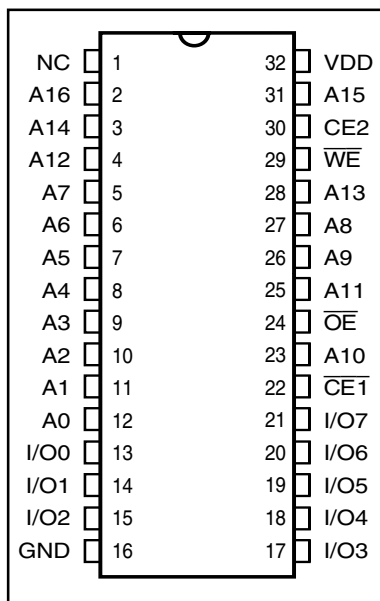 NC 1 32 VDD
A16 2 31 A15
A14 3 30 CE2
A12 4 29 W̅E̅
A7 5 28 A13
A6 6 27 A8
A5 7 26 A9
A4 8 25 A11
A3 9 24 O̅E̅
A2 10 23 A10
A1 11 22 C̅E̅1̅
A0 12 21 I/O7
I/O0 13 20 I/O6
I/O1 14 19 I/O5
I/O2 15 18 I/O4
GND 16 17 I/O3